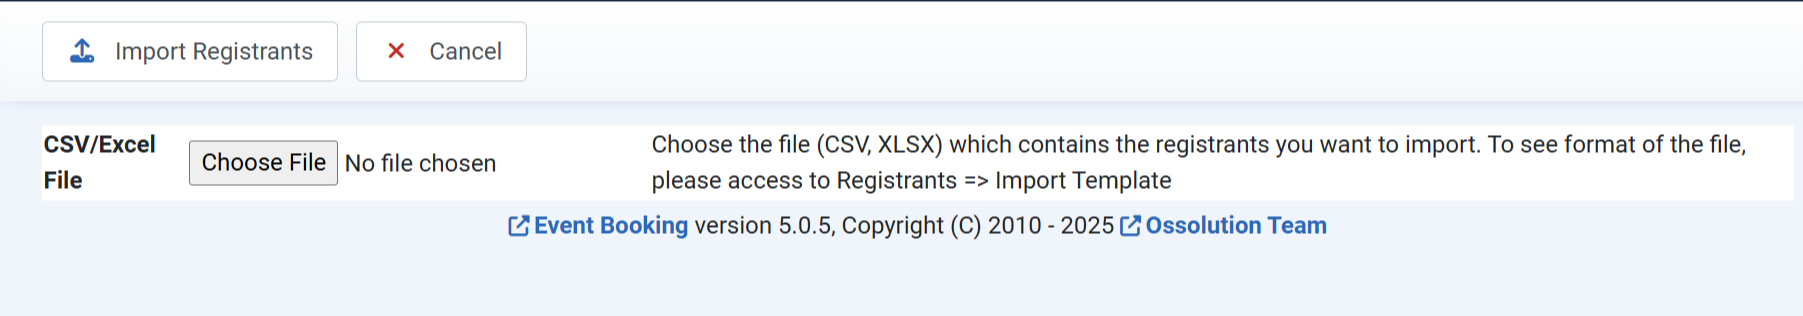 Import Registrants
Cancel
CSV/Excel
File
Choose File
No file chosen
Choose the file (CSV, XLSX) which contains the registrants you want to import. To see format of the file,
please access to Registrants => Import Template
Event Booking version 5.0.5, Copyright (C) 2010 - 2025 Ossolution Team